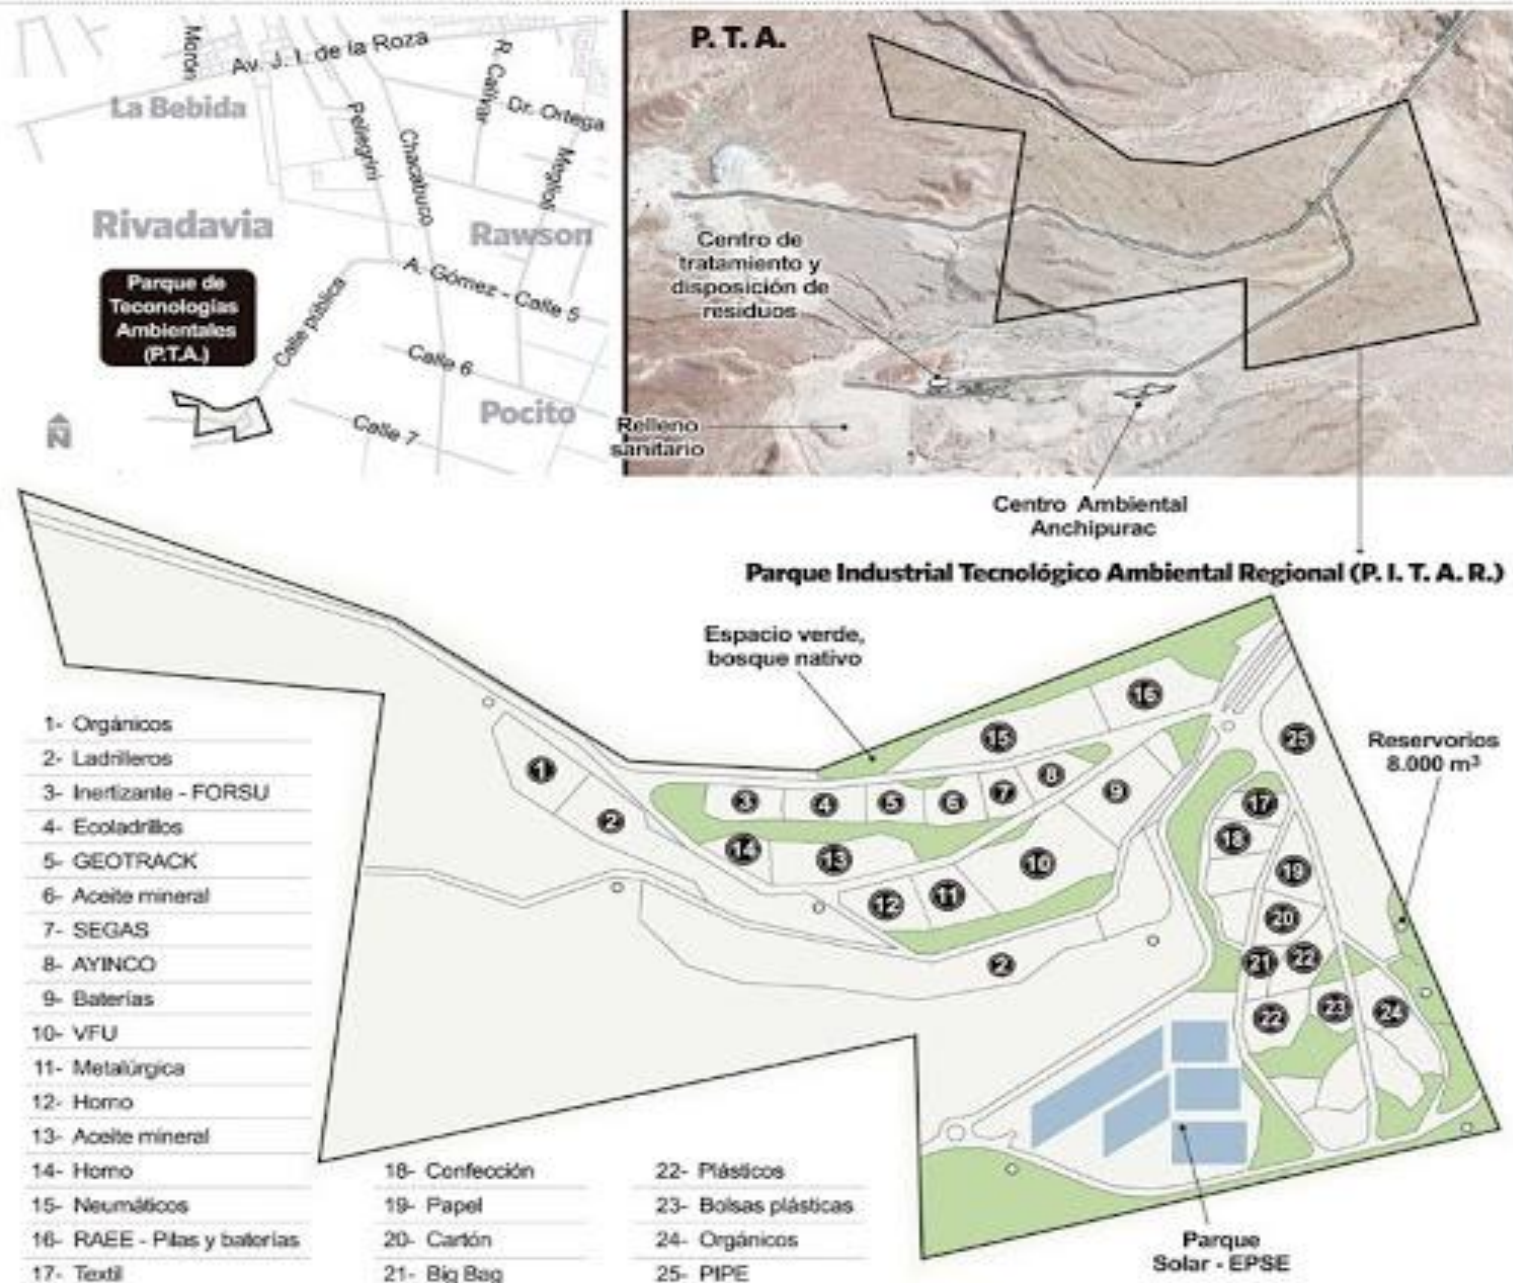 Morón
Av. J. I. de la Roza
R. Calivar
La Bebida
Dr. Ortega
Pelegrini
Chacabuco
Meglioli
Rivadavia
Rawson
Parque de
Teconologías
Ambientales
(P.T.A.)
Calle pública
A. Gómez - Calle 5
Calle 6
Pocito
Calle 7
N
P. T. A.
Centro de
tratamiento y
disposición de
residuos
Relleno
sanitario
Centro Ambiental
Anchipurac
Parque Industrial Tecnológico Ambiental Regional (P. I. T. A. R.)
Espacio verde,
bosque nativo
Reservorios
8.000 m³
1
2
3
4
5
6
7
8
9
10
11
12
13
14
15
16
25
17
18
19
20
21
22
22
23
24
2
Parque
Solar - EPSE
1- Orgánicos
2- Ladrilleros
3- Inertizante - FORSU
4- Ecoladrillos
5- GEOTRACK
6- Aceite mineral
7- SEGAS
8- AYINCO
9- Baterías
10- VFU
11- Metalúrgica
12- Horno
13- Aceite mineral
14- Horno
15- Neumáticos
16- RAEE - Pilas y baterías
17- Textil
18- Confección
19- Papel
20- Cartón
21- Big Bag
22- Plásticos
23- Bolsas plásticas
24- Orgánicos
25- PIPE